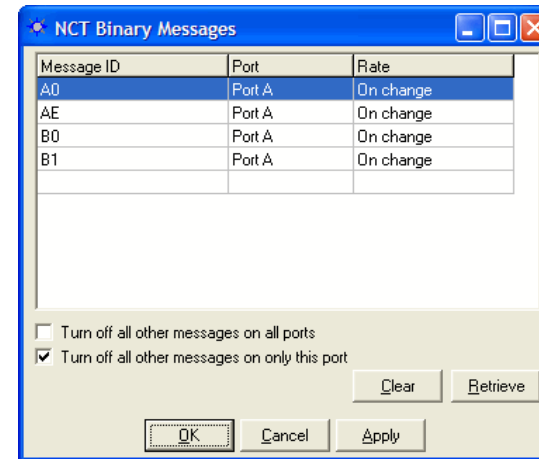 NCT Binary Messages
Message ID Port Rate
A0 Port A On change
AE Port A On change
B0 Port A On change
B1 Port A On change
Turn off all other messages on all ports
Turn off all other messages on only this port
Clear Retrieve
OK Cancel Apply